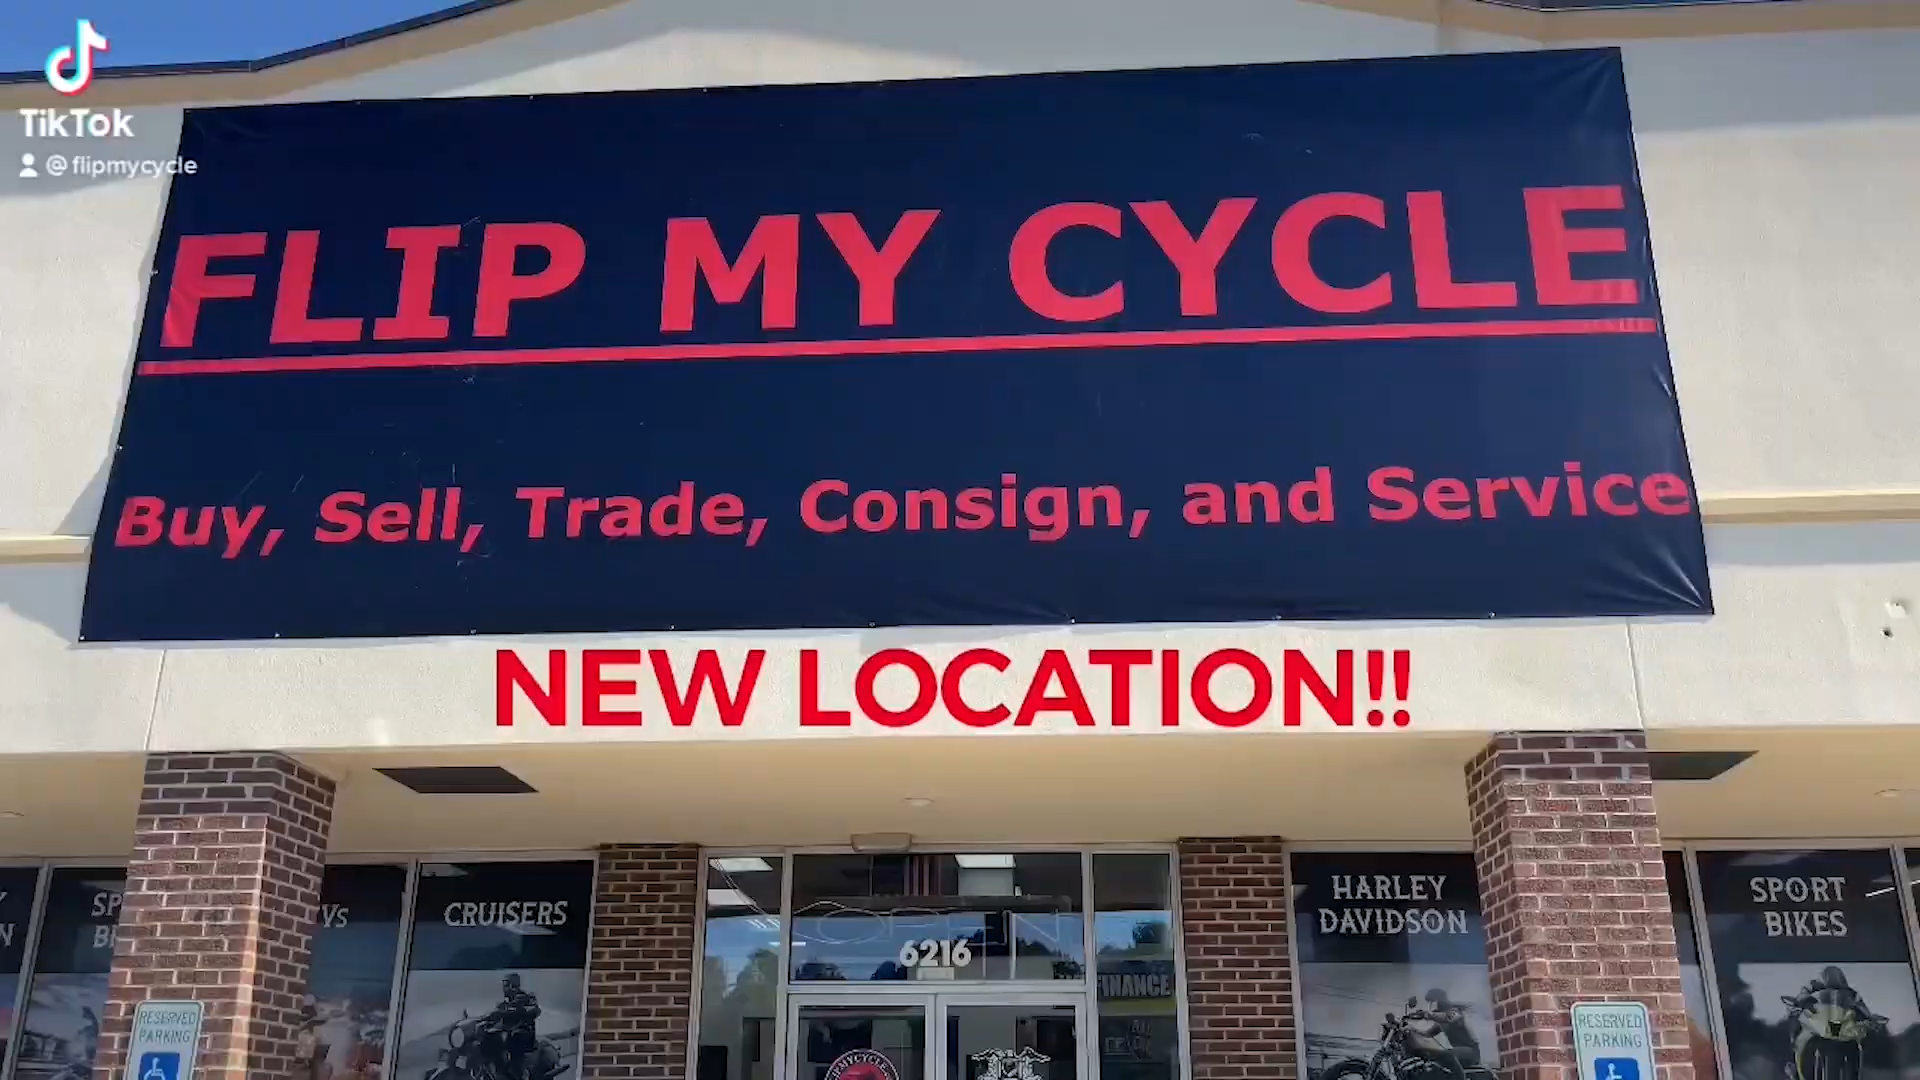 TikTok
@flipmycycle
FLIP MY CYCLE
Buy, Sell, Trade, Consign, and Service
NEW LOCATION!!
CRUISERS
6216
FINANCE
HARLEY
DAVIDSON
SPORT
BIKES
RESERVED
PARKING
RESERVED
PARKING